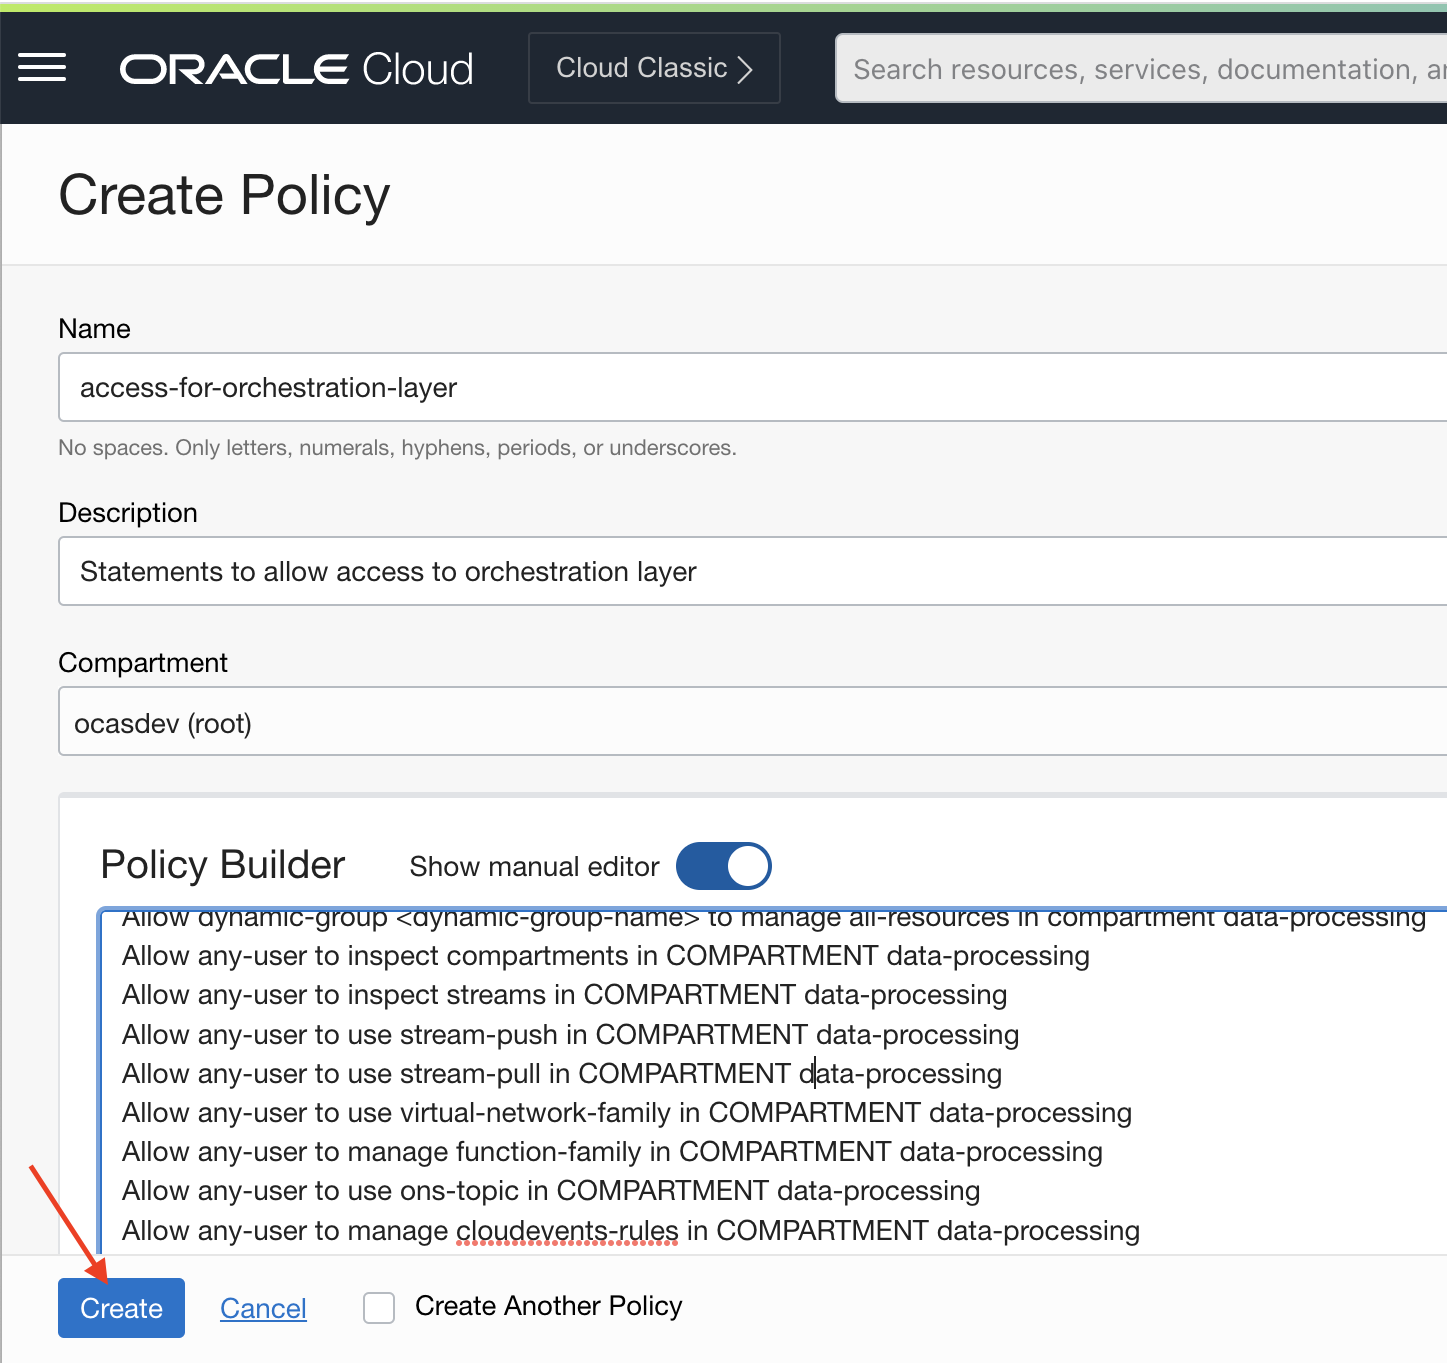 ORACLE Cloud
Cloud Classic
Search resources, services, documentation,
Create Policy
Name
access-for-orchestration-layer
No spaces. Only letters, numerals, hyphens, periods, or underscores.
Description
Statements to allow access to orchestration layer
Compartment
ocasdev (root)
Policy Builder
Show manual editor
Allow dynamic-group <dynamic-group-name> to manage all-resources in compartment data-processing
Allow any-user to inspect compartments in COMPARTMENT data-processing
Allow any-user to inspect streams in COMPARTMENT data-processing
Allow any-user to use stream-push in COMPARTMENT data-processing
Allow any-user to use stream-pull in COMPARTMENT data-processing
Allow any-user to use virtual-network-family in COMPARTMENT data-processing
Allow any-user to manage function-family in COMPARTMENT data-processing
Allow any-user to use ons-topic in COMPARTMENT data-processing
Allow any-user to manage cloudevents-rules in COMPARTMENT data-processing
Create
Cancel
Create Another Policy